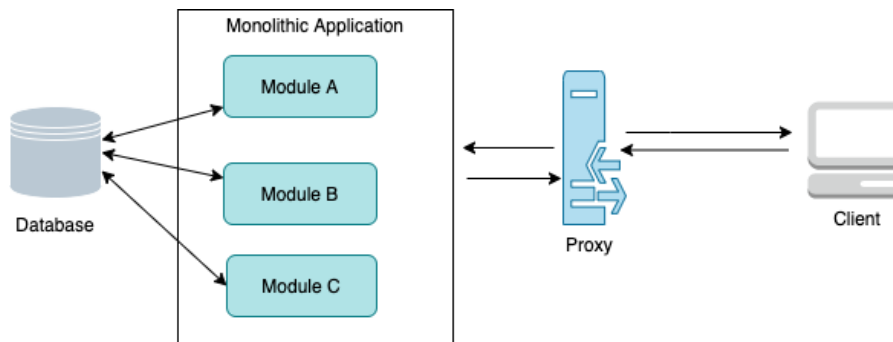 Monolithic Application
Module A
Module B
Module C
Database
Proxy
Client